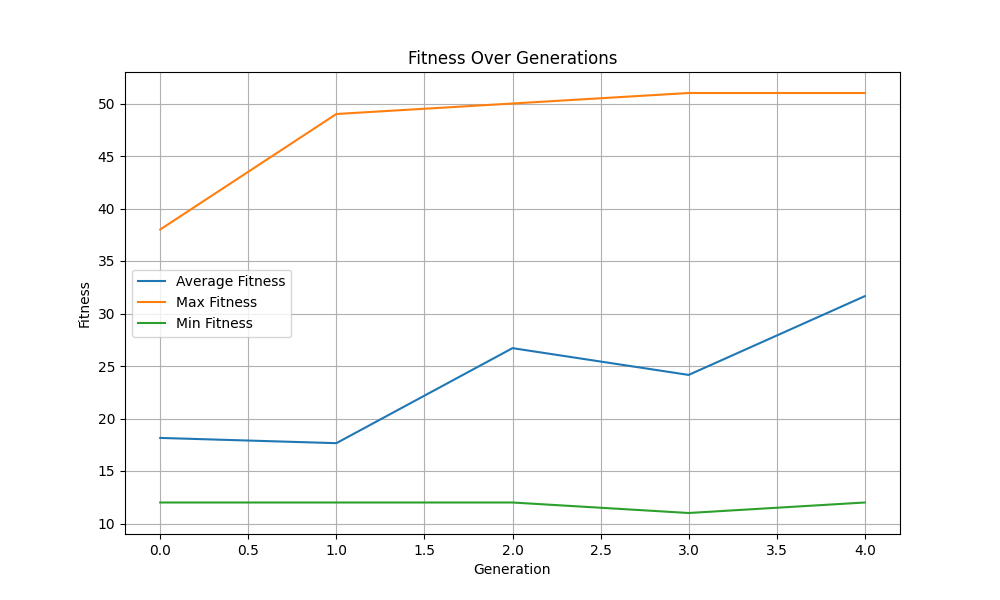 Fitness Over Generations
Fitness
50
45
40
35
30
25
20
15
10
Average Fitness
Max Fitness
Min Fitness
0.0 0.5 1.0 1.5 2.0 2.5 3.0 3.5 4.0
Generation